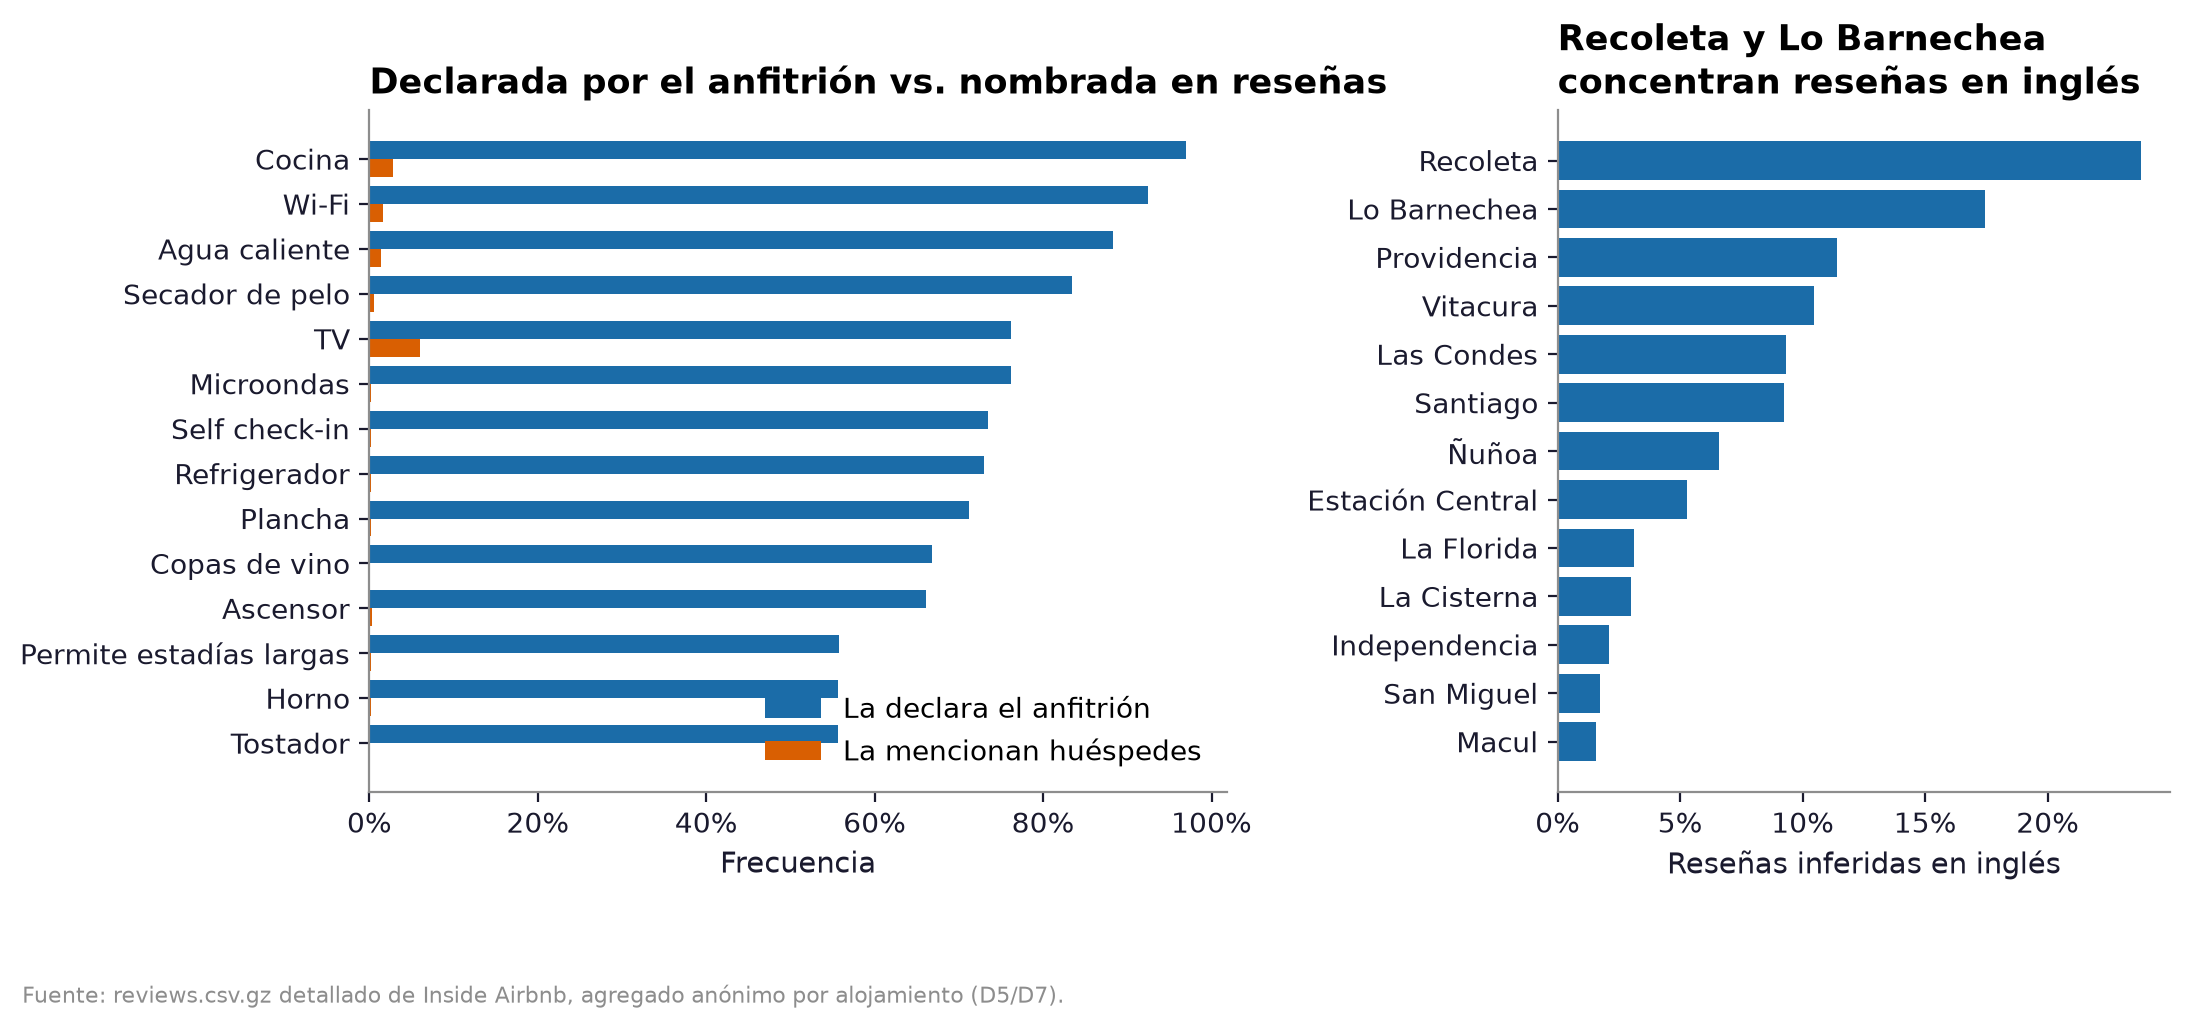 Declarada por el anfitrión vs. nombrada en reseñas
Cocina
Wi-Fi
Agua caliente
Secador de pelo
TV
Microondas
Self check-in
Refrigerador
Plancha
Copas de vino
Ascensor
Permite estadías largas
Horno
Tostador
La declara el anfitrión
La mencionan huéspedes
0% 20% 40% 60% 80% 100%
Frecuencia
Recoleta y Lo Barnechea
concentran reseñas en inglés
Recoleta
Lo Barnechea
Providencia
Vitacura
Las Condes
Santiago
Ñuñoa
Estación Central
La Florida
La Cisterna
Independencia
San Miguel
Macul
0% 5% 10% 15% 20%
Reseñas inferidas en inglés
Fuente: reviews.csv.gz detallado de Inside Airbnb, agregado anónimo por alojamiento (D5/D7).